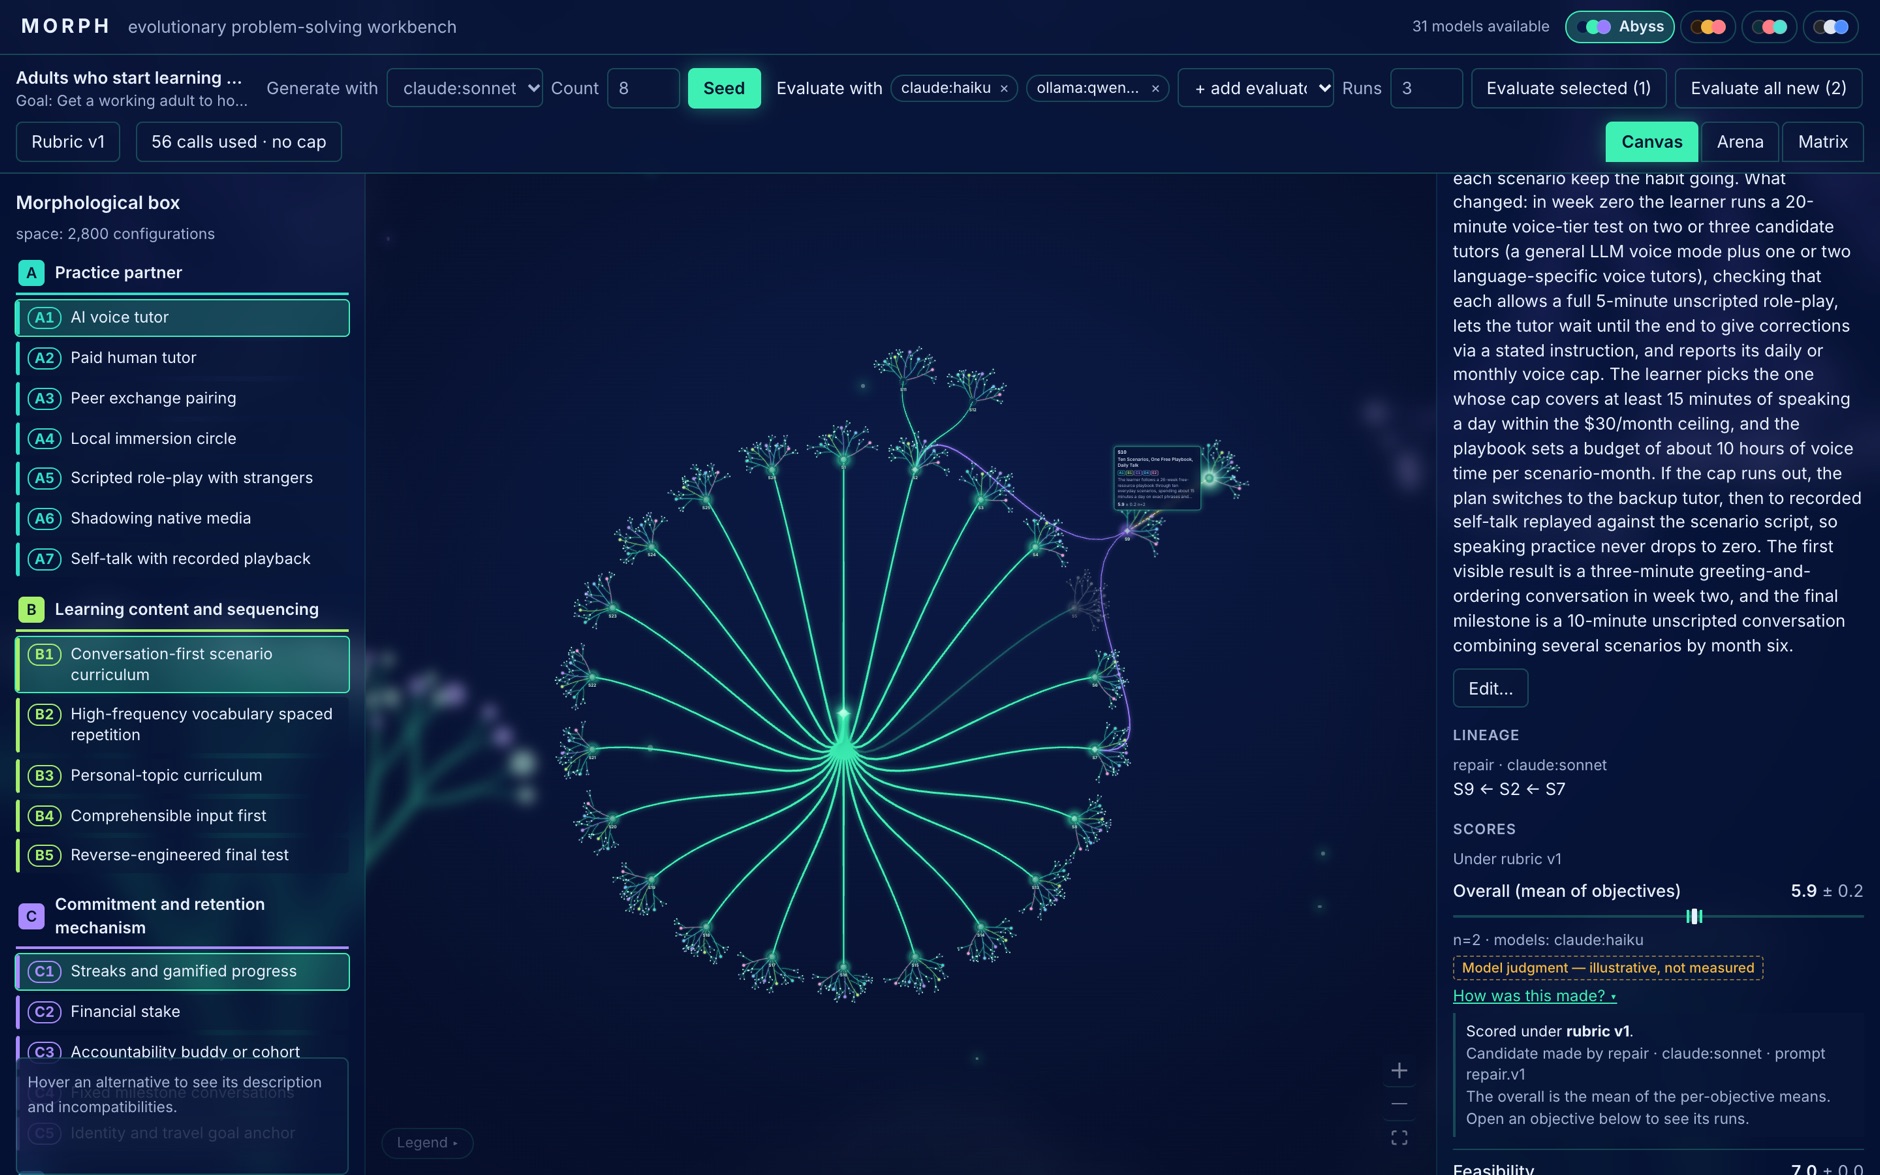 MORPH evolutionary problem-solving workbench
31 models available
Abyss
Adults who start learning ...
Goal: Get a working adult to ho...
Generate with claude:sonnet
Count 8
Seed
Evaluate with claude:haiku × ollama:qwen... ×
+ add evaluato
Runs 3
Evaluate selected (1)
Evaluate all new (2)
Rubric v1
56 calls used · no cap
Canvas
Arena
Matrix
Morphological box
space: 2,800 configurations
A Practice partner
A1 AI voice tutor
A2 Paid human tutor
A3 Peer exchange pairing
A4 Local immersion circle
A5 Scripted role-play with strangers
A6 Shadowing native media
A7 Self-talk with recorded playback
B Learning content and sequencing
B1 Conversation-first scenario
curriculum
B2 High-frequency vocabulary spaced
repetition
B3 Personal-topic curriculum
B4 Comprehensible input first
B5 Reverse-engineered final test
C Commitment and retention
mechanism
C1 Streaks and gamified progress
C2 Financial stake
C3 Accountability buddy or cohort
C4 Fixed milestone conversations
C5 Identity and travel goal anchor
Hover an alternative to see its description
and incompatibilities.
S10
Ten Scenarios, One Free Playbook,
Daily Talk
Legend ▸
each scenario keep the habit going. What
changed: in week zero the learner runs a 20-
minute voice-tier test on two or three candidate
tutors (a general LLM voice mode plus one or two
language-specific voice tutors), checking that
each allows a full 5-minute unscripted role-play,
lets the tutor wait until the end to give corrections
via a stated instruction, and reports its daily or
monthly voice cap. The learner picks the one
whose cap covers at least 15 minutes of speaking
a day within the $30/month ceiling, and the
playbook sets a budget of about 10 hours of voice
time per scenario-month. If the cap runs out, the
plan switches to the backup tutor, then to recorded
self-talk replayed against the scenario script, so
speaking practice never drops to zero. The first
visible result is a three-minute greeting-and-
ordering conversation in week two, and the final
milestone is a 10-minute unscripted conversation
combining several scenarios by month six.
Edit...
LINEAGE
repair · claude:sonnet
S9 ← S2 ← S7
SCORES
Under rubric v1
Overall (mean of objectives) 5.9 ± 0.2
n=2 · models: claude:haiku
Model judgment — illustrative, not measured
How was this made? ▾
Scored under rubric v1.
Candidate made by repair · claude:sonnet · prompt
repair.v1
The overall is the mean of the per-objective means.
Open an objective below to see its runs.
Feasibility 7.0 ± 0.0